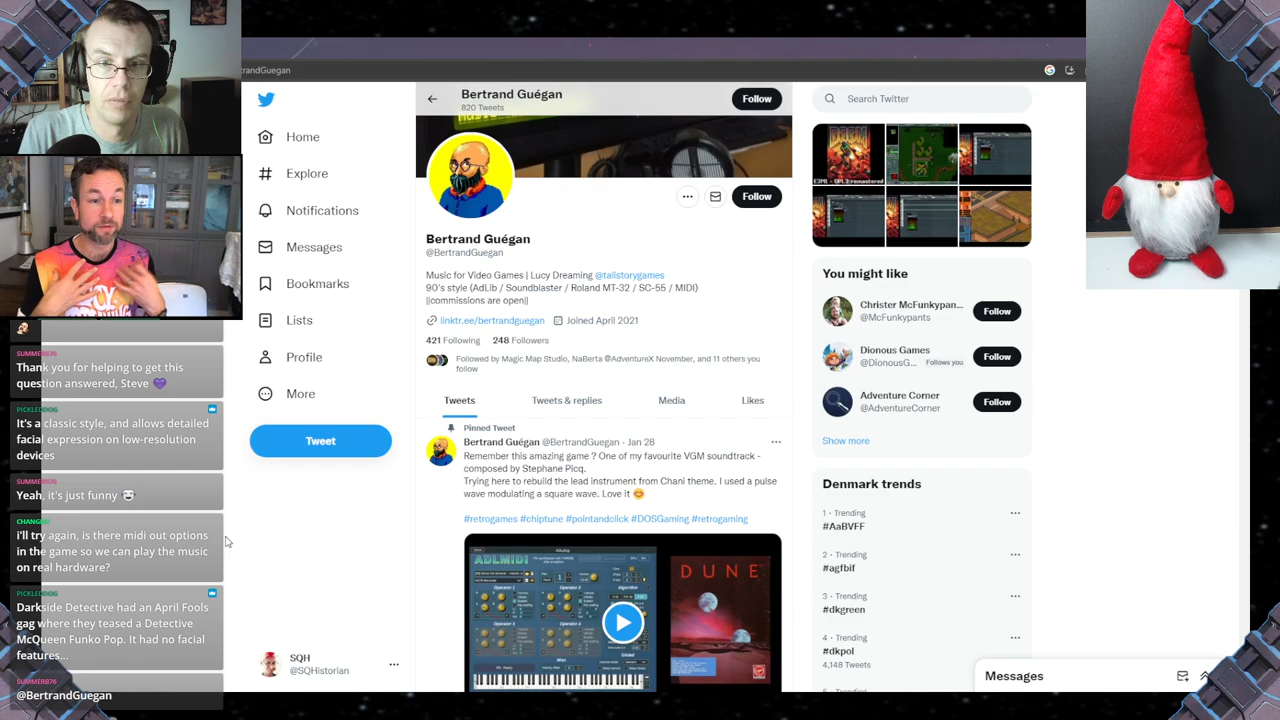 SUMMERB76
Thank you for helping to get this
question answered, Steve
PICKLEDDOG
It's a classic style, and allows detailed
facial expression on low-resolution
devices
SUMMERB76
Yeah, it's just funny
I'll try again, is there midi out options
in the game so we can play the music
on real hardware?
PICKLEDDOG
Darkside Detective had an April Fools
gag where they teased a Detective
McQueen Funko Pop. It had no facial
features...
SUMMERB76
@BertrandGuegan
trandGuegan
Home
Explore
Notifications
Messages
Bookmarks
Lists
Profile
More
Tweet
SQH
@SQHistorian
Bertrand Guégan
820 Tweets
Follow
Follow
Bertrand Guégan
@BertrandGuegan
Music for Video Games | Lucy Dreaming @tallstorygames
90's style (AdLib / Soundblaster / Roland MT-32 / SC-55 / MIDI)
||commissions are open||
linktr.ee/bertrandguegan Joined April 2021
421 Following 248 Followers
Followed by Magic Map Studio, NaBerta @AdventureX November, and 11 others you
follow
Tweets Tweets & replies Media Likes
Pinned Tweet
Bertrand Guégan @BertrandGuegan · Jan 28
Remember this amazing game ? One of my favourite VGM soundtrack -
composed by Stephane Picq.
Trying here to rebuild the lead instrument from Chani theme. I used a pulse
wave modulating a square wave. Love it
#retrogames #chiptune #pointandclick #DOSGaming #retrogaming
DUNE
Search Twitter
DOOM
You might like
Christer McFunkypan...
@McFunkypants
Follow
Dionous Games
@DionousG... Follows you
Follow
Adventure Corner
@AdventureCorner
Follow
Show more
Denmark trends
1 · Trending
#AaBVFF
2 · Trending
#agfbif
3 · Trending
#dkgreen
4 · Trending
#dkpol
4,148 Tweets
Messages